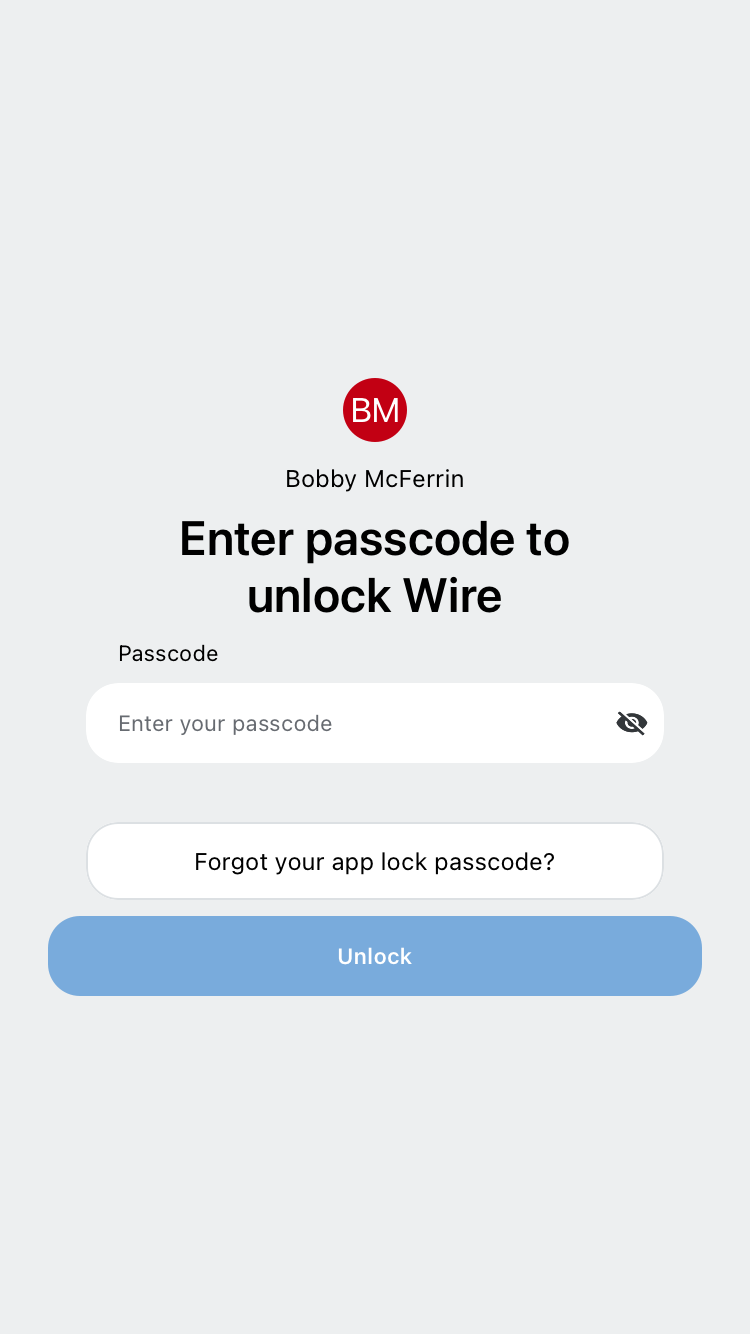 BM
Bobby McFerrin
Enter passcode to
unlock Wire
Passcode
Enter your passcode
Forgot your app lock passcode?
Unlock